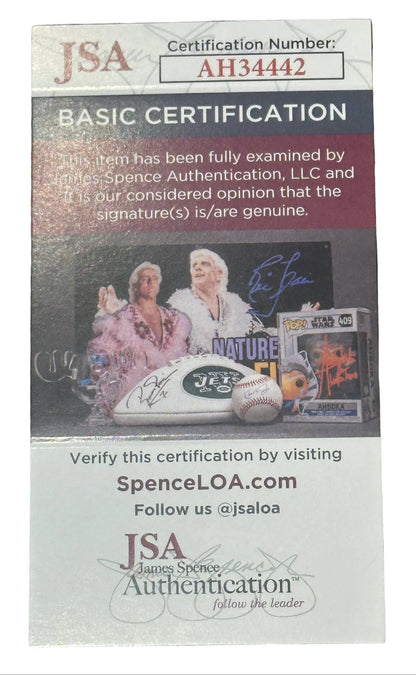 JSA
Certification Number:
AH34442
BASIC CERTIFICATION
This item has been fully examined by
James Spence Authentication, LLC and
it is our considered opinion that the
signature(s) is/are genuine.
NATURE
JETS
POP!
STAR WARS
409
AHSOKA
Verify this certification by visiting
SpenceLOA.com
Follow us @jsaloa
JSA
James Spence
Authentication™
follow the leader